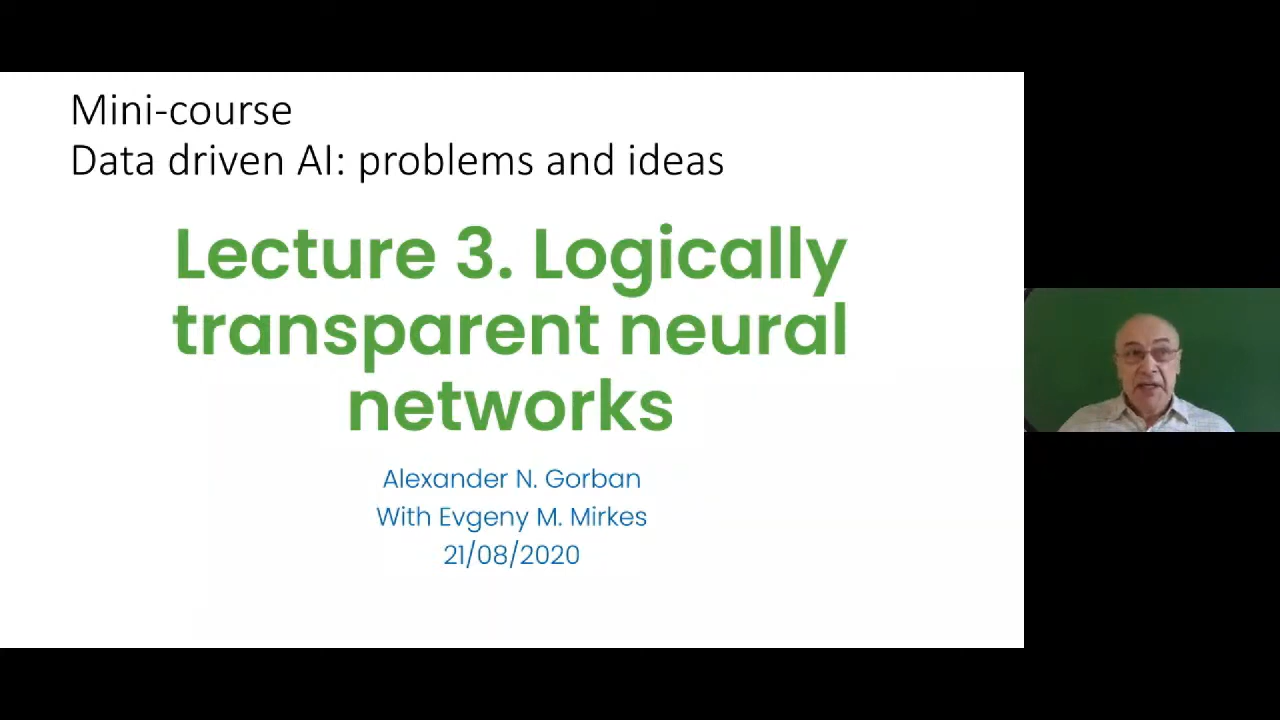 Mini-course
Data driven AI: problems and ideas
Lecture 3. Logically
transparent neural
networks
Alexander N. Gorban
With Evgeny M. Mirkes
21/08/2020